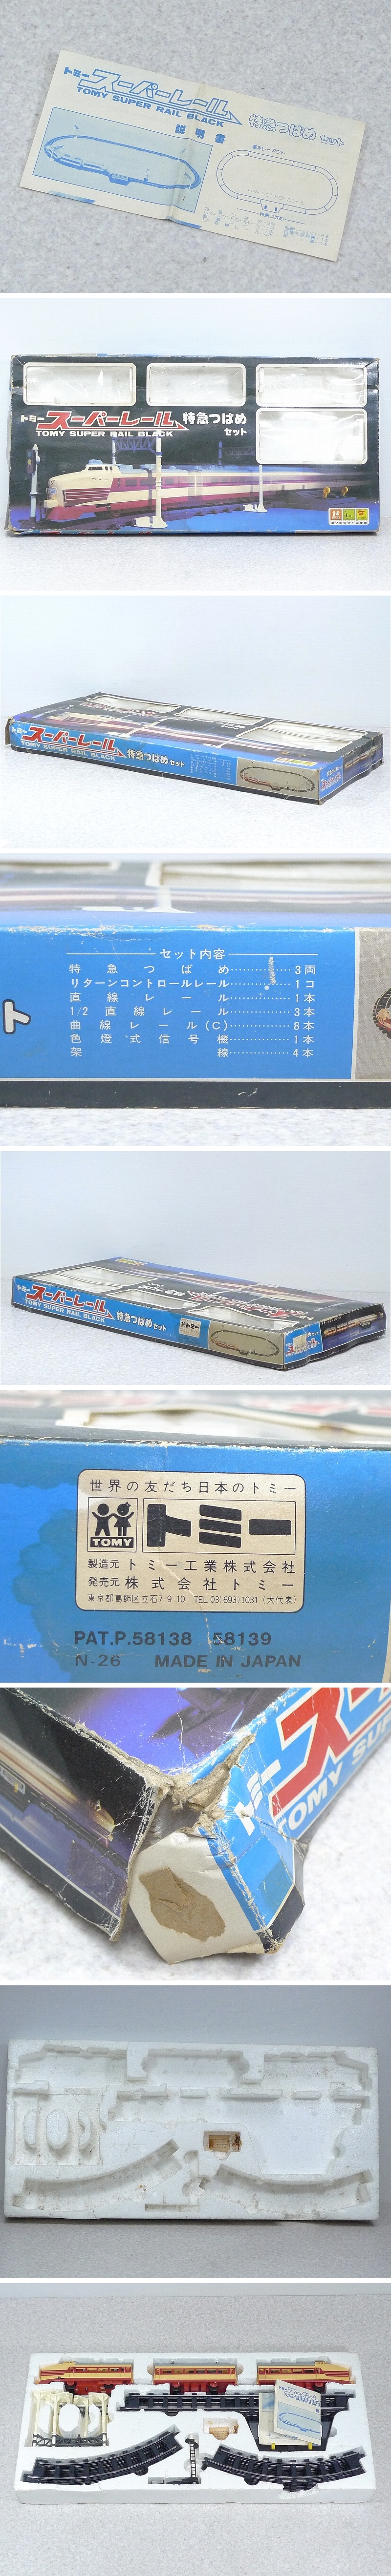 トミースーパーレール
TOMY SUPER RAIL BLACK
特急つばめセット
説明書
基本レイアウト
トミースーパーレール 特急つばめ
TOMY SUPER RAIL BLACK セット
トミースーパーレール
TOMY SUPER RAIL BLACK 特急つばめセット
セット内容
特急つばめ 3両
リターンコントロールレール 1コ
直線レール 1本
1/2直線レール 3本
曲線レール(C) 8本
色燈式信号機 1本
架線 4本
ト
トミースーパーレール
TOMY SUPER RAIL BLACK 特急つばめセット
トミー
世界の友だち日本のトミー
TOMY
トミー
製造元 トミー工業株式会社
発売元 株式会社トミー
東京都葛飾区立石7-9-10 TEL 03(693)1031(大代表)
PAT.P.58138 58139
N-26 MADE IN JAPAN
トミー ス
TOMY SU